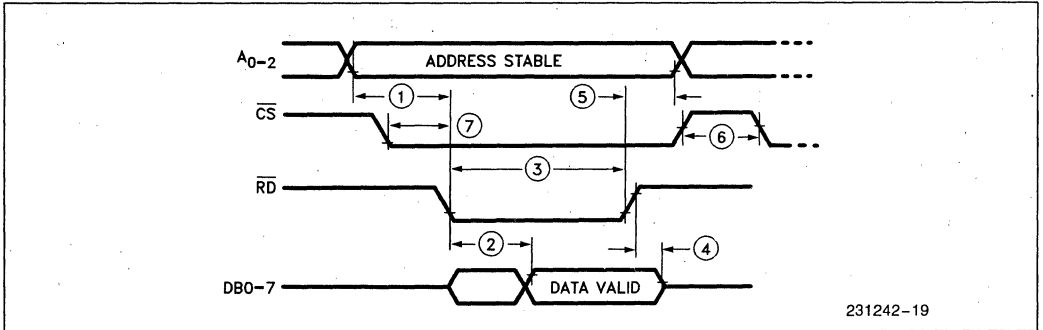 A0-2
ADDRESS STABLE
1
5
CS
7
6
3
RD
2
4
DB0-7
DATA VALID
231242-19